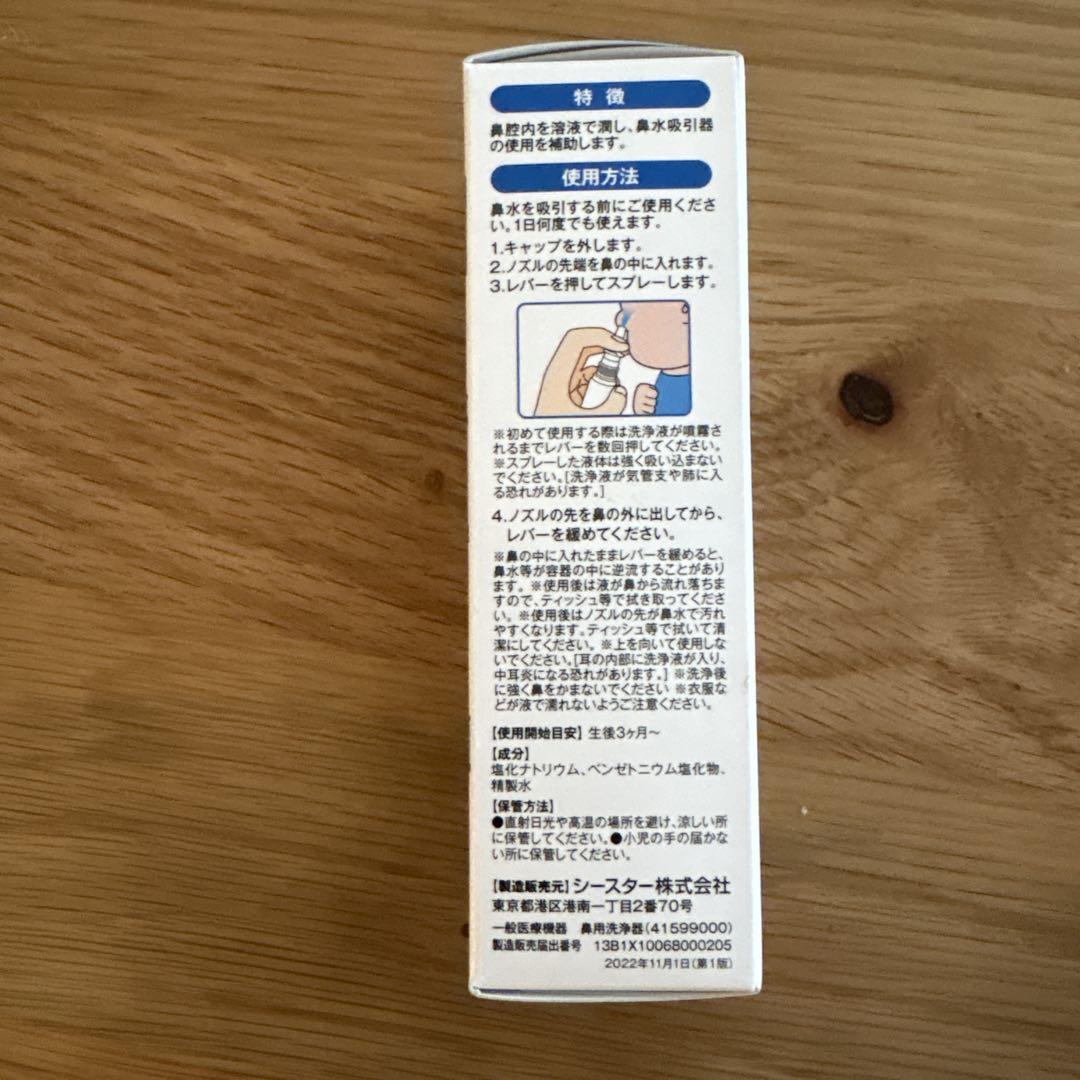 特徴
鼻腔内を溶液で潤し、鼻水吸引器
の使用を補助します。
使用方法
鼻水を吸引する前にご使用くださ
い。1日何度でも使えます。
1.キャップを外します。
2.ノズルの先端を鼻の中に入れます。
3.レバーを押してスプレーします。
※初めて使用する際は洗浄液が噴霧さ
れるまでレバーを数回押してください。
※スプレーした液体は強く吸い込まない
でください。[洗浄液が気管支や肺に入
る恐れがあります。]
4.ノズルの先を鼻の外に出してから、
レバーを緩めてください。
※鼻の中に入れたままレバーを緩めると、
鼻水等が容器の中に逆流することがあり
ます。※使用後は液が鼻から流れ落ちま
すので、ティッシュ等で拭き取ってくださ
い。※使用後はノズルの先が鼻水で汚れ
やすくなります。ティッシュ等で拭いて清
潔にしてください。※上を向いて使用しな
いでください。[耳の内部に洗浄液が入り、
中耳炎になる恐れがあります。]※洗浄後
に強く鼻をかまないでください ※衣服な
どが液で濡れないようご注意ください。
【使用開始目安】生後3ヶ月〜
【成分】
塩化ナトリウム、ベンゼトニウム塩化物、
精製水
【保管方法】
●直射日光や高温の場所を避け、涼しい所
に保管してください。●小児の手の届かな
い所に保管してください。
【製造販売元】シースター株式会社
東京都港区港南一丁目2番70号
一般医療機器 鼻用洗浄器(41599000)
製造販売届出番号 13B1X10068000205
2022年11月1日(第1版)